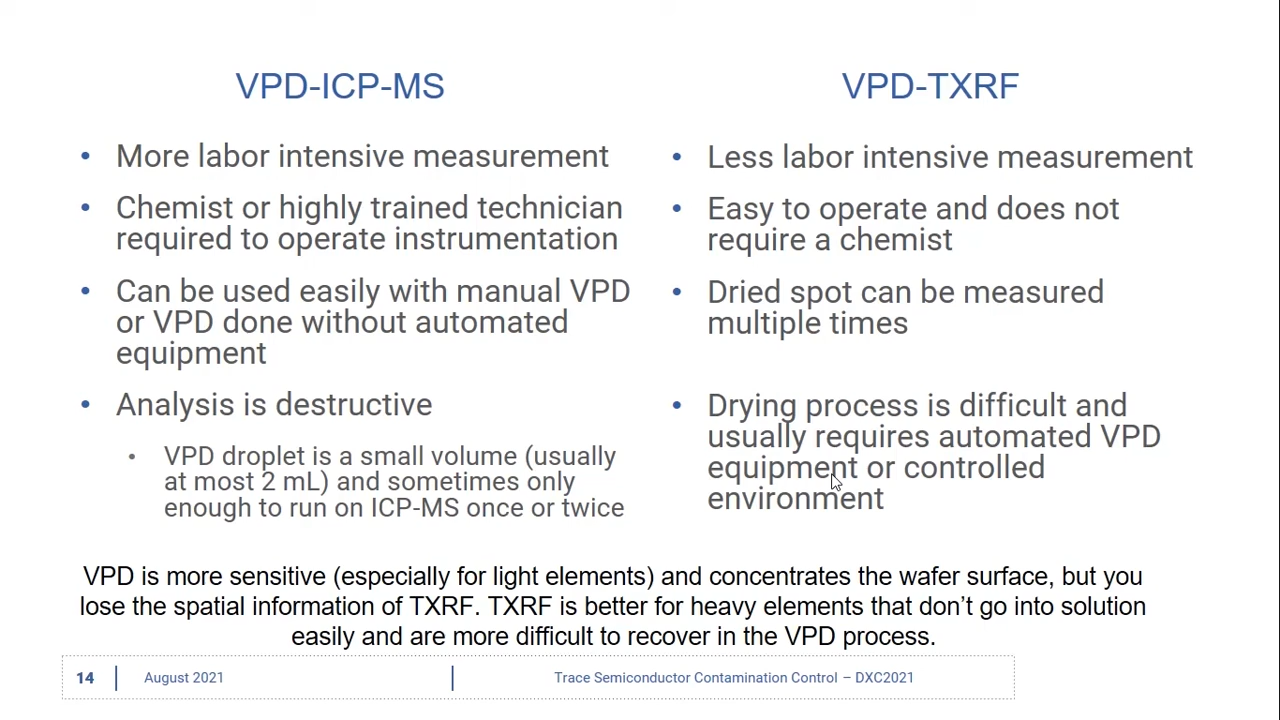 VPD-ICP-MS
• More labor intensive measurement
• Chemist or highly trained technician
required to operate instrumentation
• Can be used easily with manual VPD
or VPD done without automated
equipment
• Analysis is destructive
• VPD droplet is a small volume (usually
at most 2 mL) and sometimes only
enough to run on ICP-MS once or twice
VPD-TXRF
• Less labor intensive measurement
• Easy to operate and does not
require a chemist
• Dried spot can be measured
multiple times
• Drying process is difficult and
usually requires automated VPD
equipment or controlled
environment
VPD is more sensitive (especially for light elements) and concentrates the wafer surface, but you
lose the spatial information of TXRF. TXRF is better for heavy elements that don’t go into solution
easily and are more difficult to recover in the VPD process.
14 | August 2021 | Trace Semiconductor Contamination Control – DXC2021